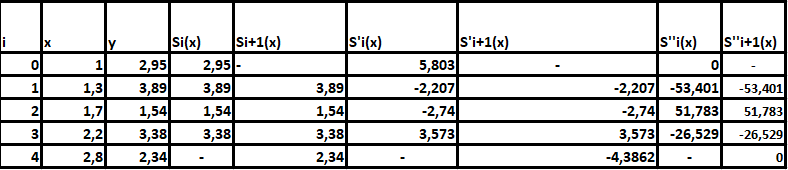 i x y Si(x) Si+1(x) S'i(x) S'i+1(x) S''i(x) S''i+1(x)
0 1 2,95 2,95 - 5,803 - 0 -
1 1,3 3,89 3,89 3,89 -2,207 -2,207 -53,401 -53,401
2 1,7 1,54 1,54 1,54 -2,74 -2,74 51,783 51,783
3 2,2 3,38 3,38 3,38 3,573 3,573 -26,529 -26,529
4 2,8 2,34 - 2,34 - -4,3862 - 0